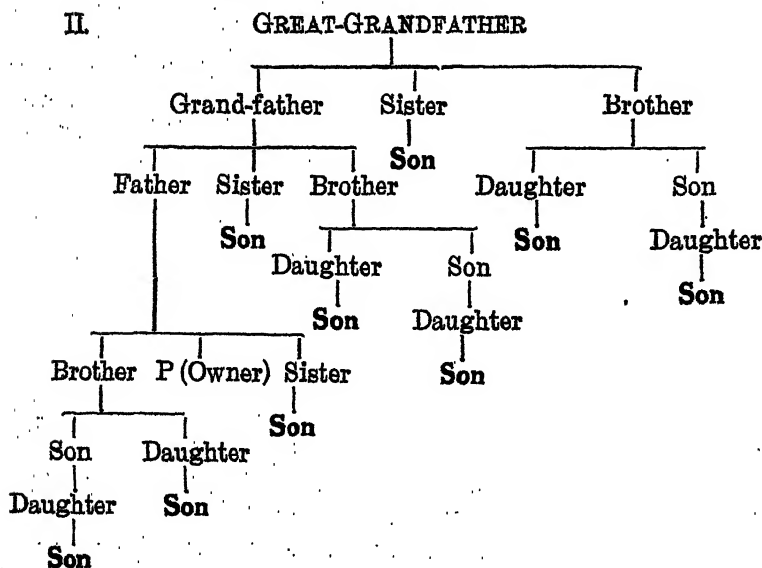 II. GREAT-GRANDFATHER
Grand-father Sister Brother
Son
Father Sister Brother Daughter Son
Son Son Daughter
Daughter Son
Son
Son Daughter
Brother P (Owner) Sister Son
Son
Son Daughter
Daughter Son
Son